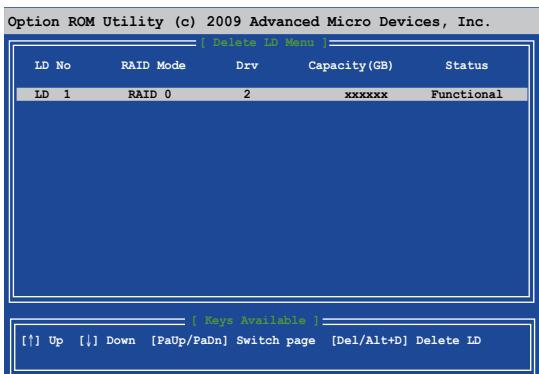 Option ROM Utility (c) 2009 Advanced Micro Devices, Inc.
[ Delete LD Menu ]
LD No RAID Mode Drv Capacity(GB) Status
LD 1 RAID 0 2 xxxxxx Functional
[ Keys Available ]
[↑] Up [↓] Down [PaUp/PaDn] Switch page [Del/Alt+D] Delete LD